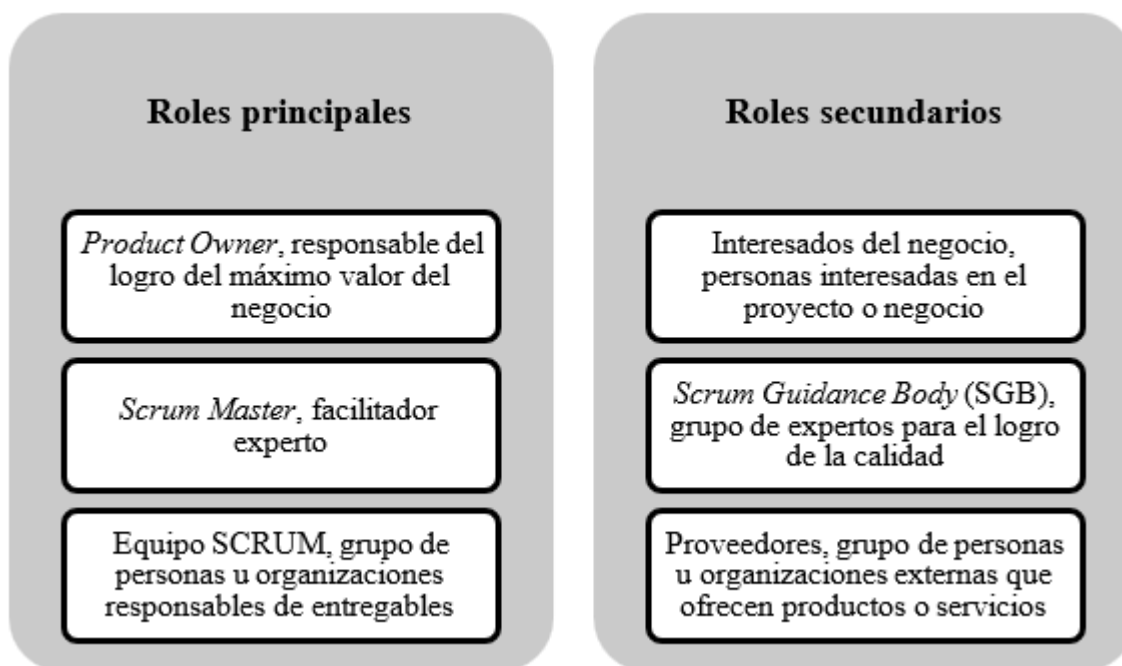 Roles principales
Product Owner, responsable del
logro del máximo valor del
negocio
Scrum Master, facilitador
experto
Equipo SCRUM, grupo de
personas u organizaciones
responsables de entregables
Roles secundarios
Interesados del negocio,
personas interesadas en el
proyecto o negocio
Scrum Guidance Body (SGB),
grupo de expertos para el logro
de la calidad
Proveedores, grupo de personas
u organizaciones externas que
ofrecen productos o servicios